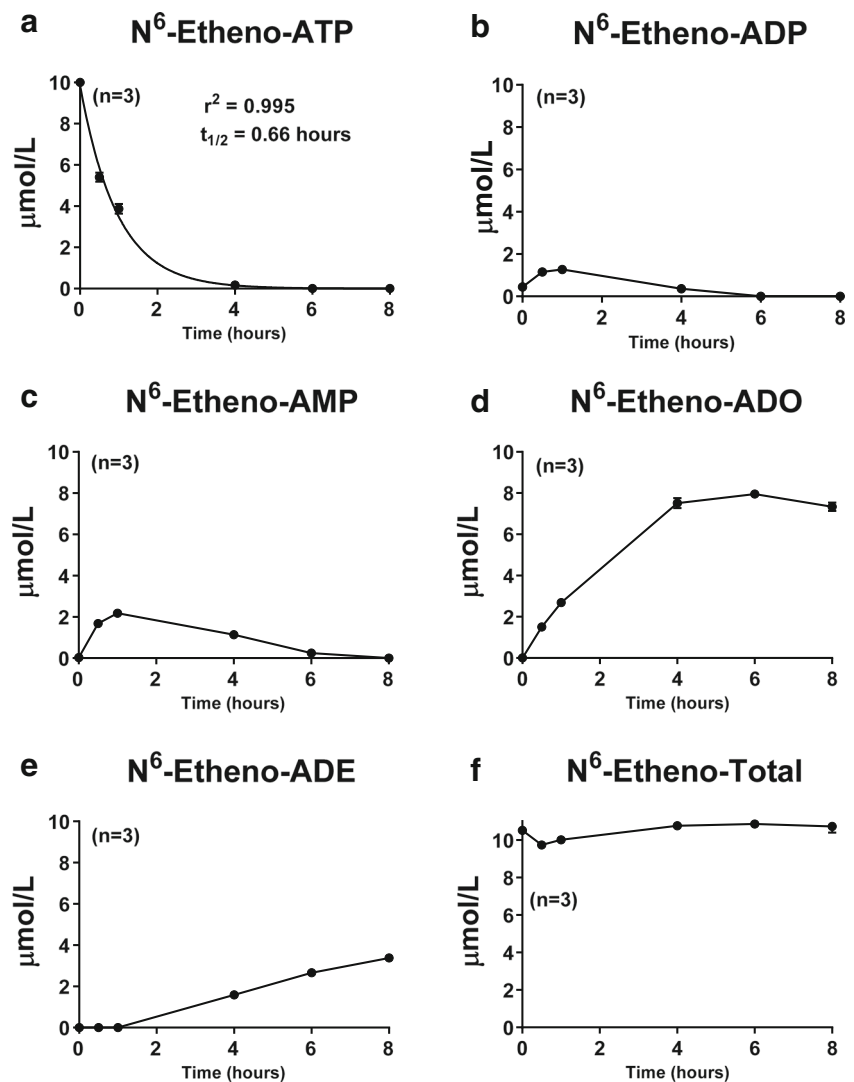 a
N⁶-Etheno-ATP
10
8
6
4
2
0
μmol/L
(n=3)
r² = 0.995
t₁/₂ = 0.66 hours
0 2 4 6 8
Time (hours)
b
N⁶-Etheno-ADP
10
8
6
4
2
0
μmol/L
(n=3)
0 2 4 6 8
Time (hours)
c
N⁶-Etheno-AMP
10
8
6
4
2
0
μmol/L
(n=3)
0 2 4 6 8
Time (hours)
d
N⁶-Etheno-ADO
10
8
6
4
2
0
μmol/L
(n=3)
0 2 4 6 8
Time (hours)
e
N⁶-Etheno-ADE
10
8
6
4
2
0
μmol/L
(n=3)
0 2 4 6 8
Time (hours)
f
N⁶-Etheno-Total
10
8
6
4
2
0
μmol/L
(n=3)
0 2 4 6 8
Time (hours)